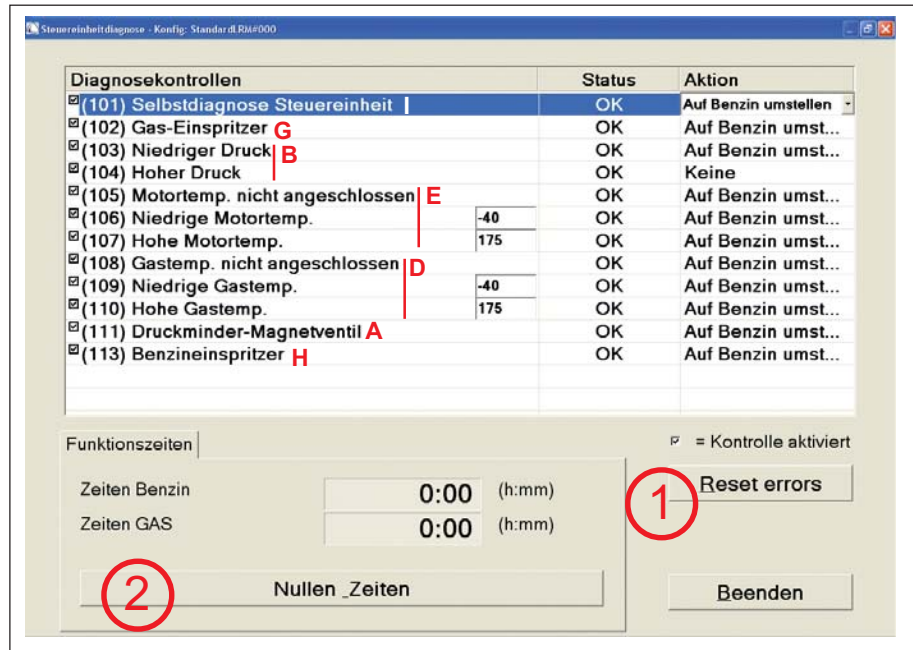 Steuereinheitdiagnose - Konfig: StandardLRM#000
Diagnosekontrollen Status Aktion
(101) Selbstdiagnose Steuereinheit OK Auf Benzin umstellen
(102) Gas-Einspritzer G OK Auf Benzin umst...
(103) Niedriger Druck B OK Auf Benzin umst...
(104) Hoher Druck OK Keine
(105) Motortemp. nicht angeschlossen E OK Auf Benzin umst...
(106) Niedrige Motortemp. -40 OK Auf Benzin umst...
(107) Hohe Motortemp. 175 OK Auf Benzin umst...
(108) Gastemp. nicht angeschlossen D OK Auf Benzin umst...
(109) Niedrige Gastemp. -40 OK Auf Benzin umst...
(110) Hohe Gastemp. 175 OK Auf Benzin umst...
(111) Druckminder-Magnetventil A OK Auf Benzin umst...
(113) Benzineinspritzer H OK Auf Benzin umst...
Funktionszeiten
= Kontrolle aktiviert
Zeiten Benzin 0:00 (h:mm)
1 Reset errors
Zeiten GAS 0:00 (h:mm)
2 Nullen _Zeiten
Beenden